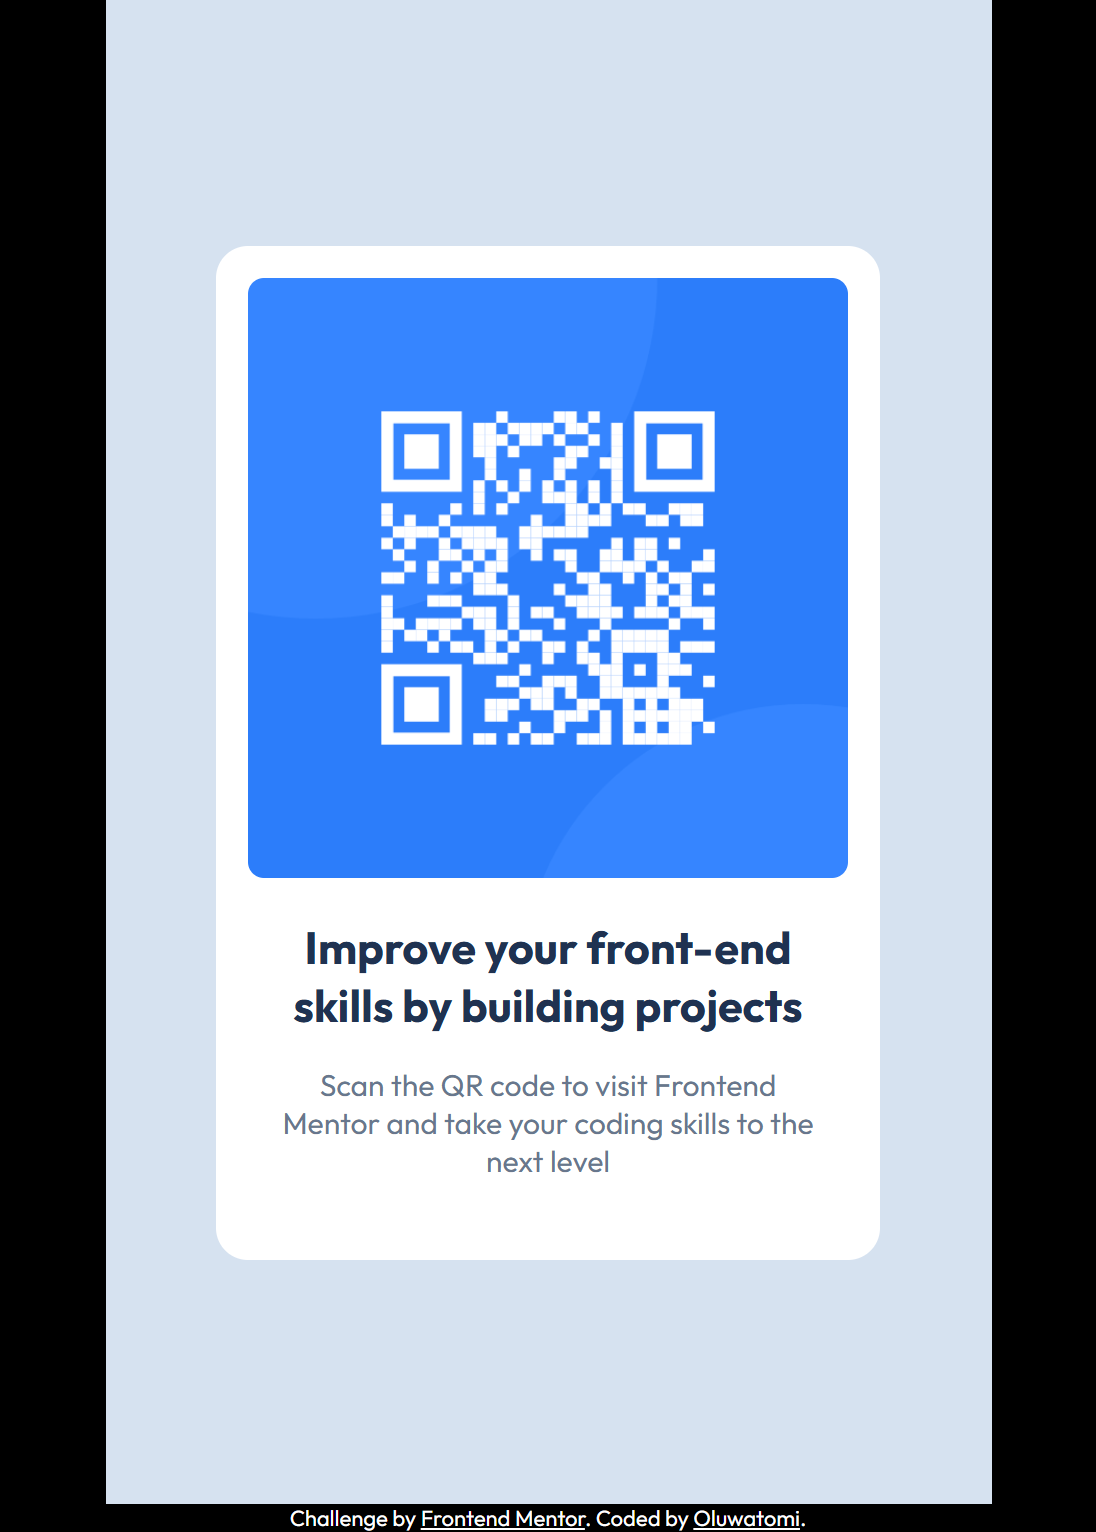 Improve your front-end
skills by building projects
Scan the QR code to visit Frontend
Mentor and take your coding skills to the
next level
Challenge by Frontend Mentor. Coded by Oluwatomi.